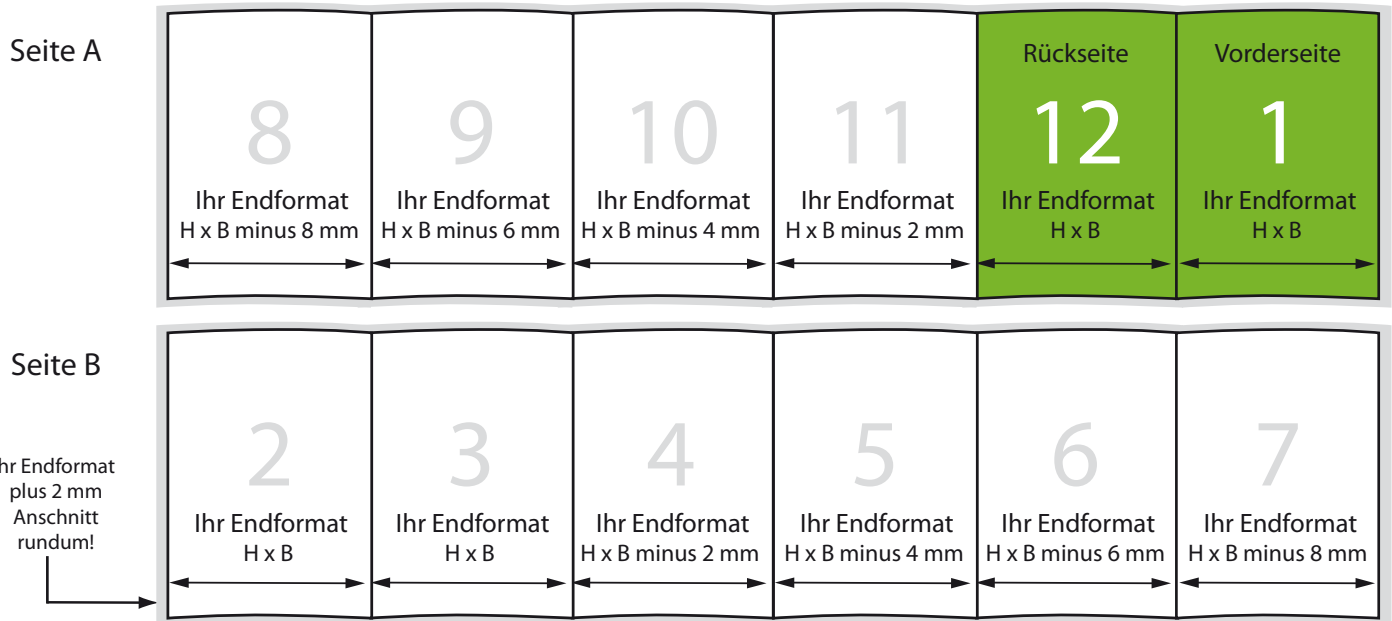 Seite A
8
Ihr Endformat
H x B minus 8 mm
9
Ihr Endformat
H x B minus 6 mm
10
Ihr Endformat
H x B minus 4 mm
11
Ihr Endformat
H x B minus 2 mm
Rückseite
12
Ihr Endformat
H x B
Vorderseite
1
Ihr Endformat
H x B
Seite B
hr Endformat
plus 2 mm
Anschnitt
rundum!
2
Ihr Endformat
H x B
3
Ihr Endformat
H x B
4
Ihr Endformat
H x B minus 2 mm
5
Ihr Endformat
H x B minus 4 mm
6
Ihr Endformat
H x B minus 6 mm
7
Ihr Endformat
H x B minus 8 mm